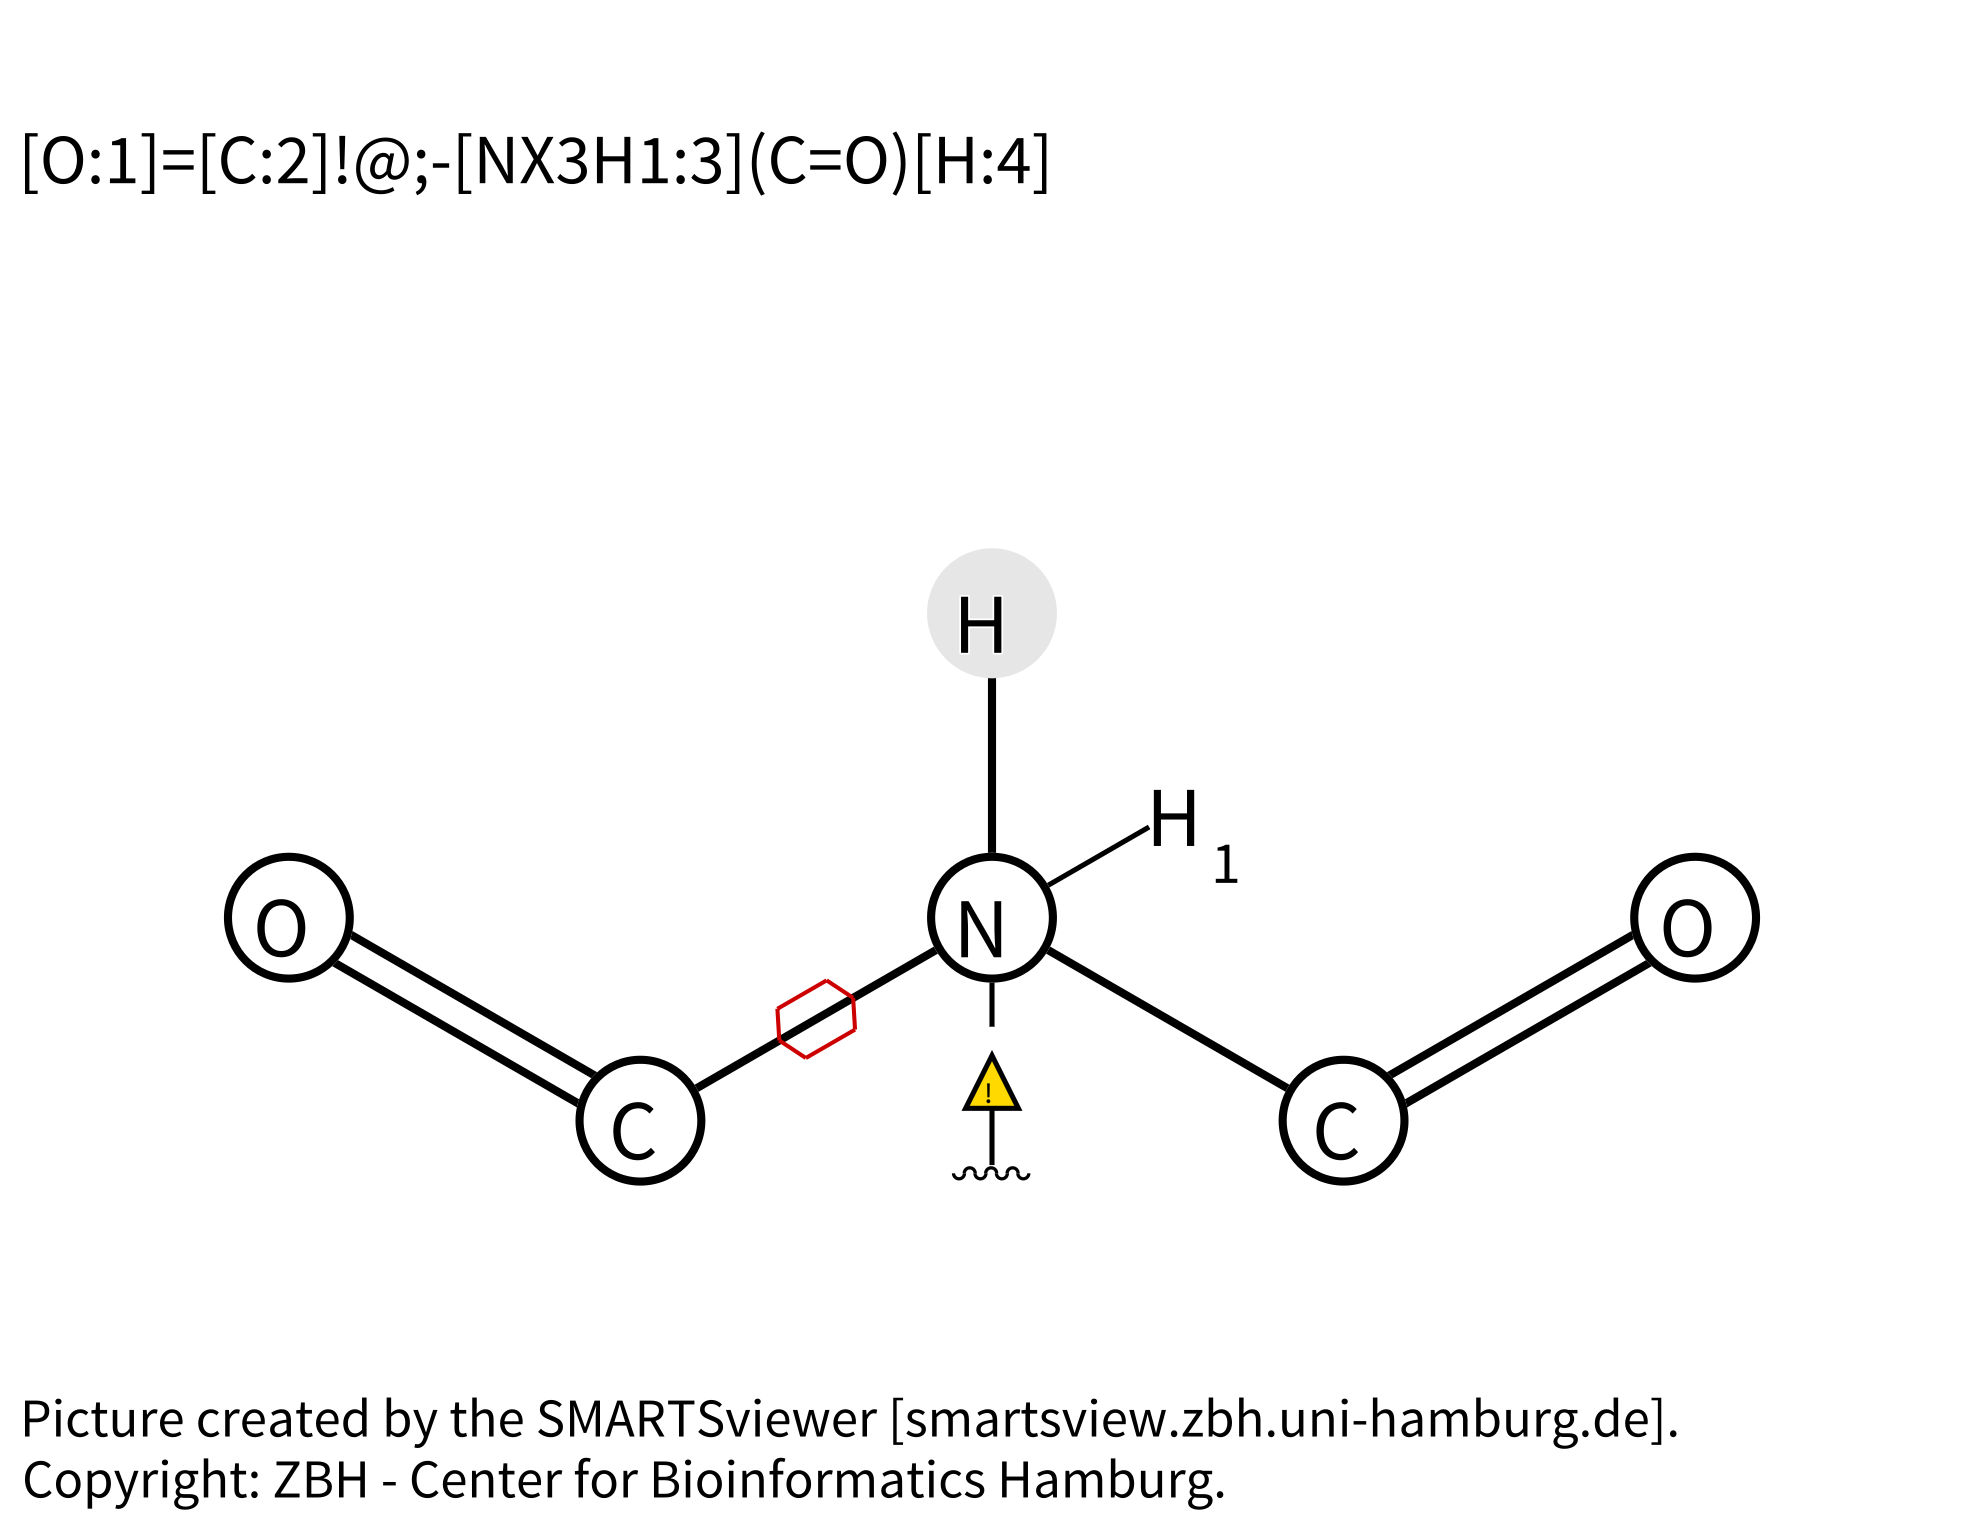 [O:1]=[C:2]!@;-[NX3H1:3](C=O)[H:4]
H
H 1
O N O
!
C C
Picture created by the SMARTSviewer [smartsview.zbh.uni-hamburg.de].
Copyright: ZBH - Center for Bioinformatics Hamburg.